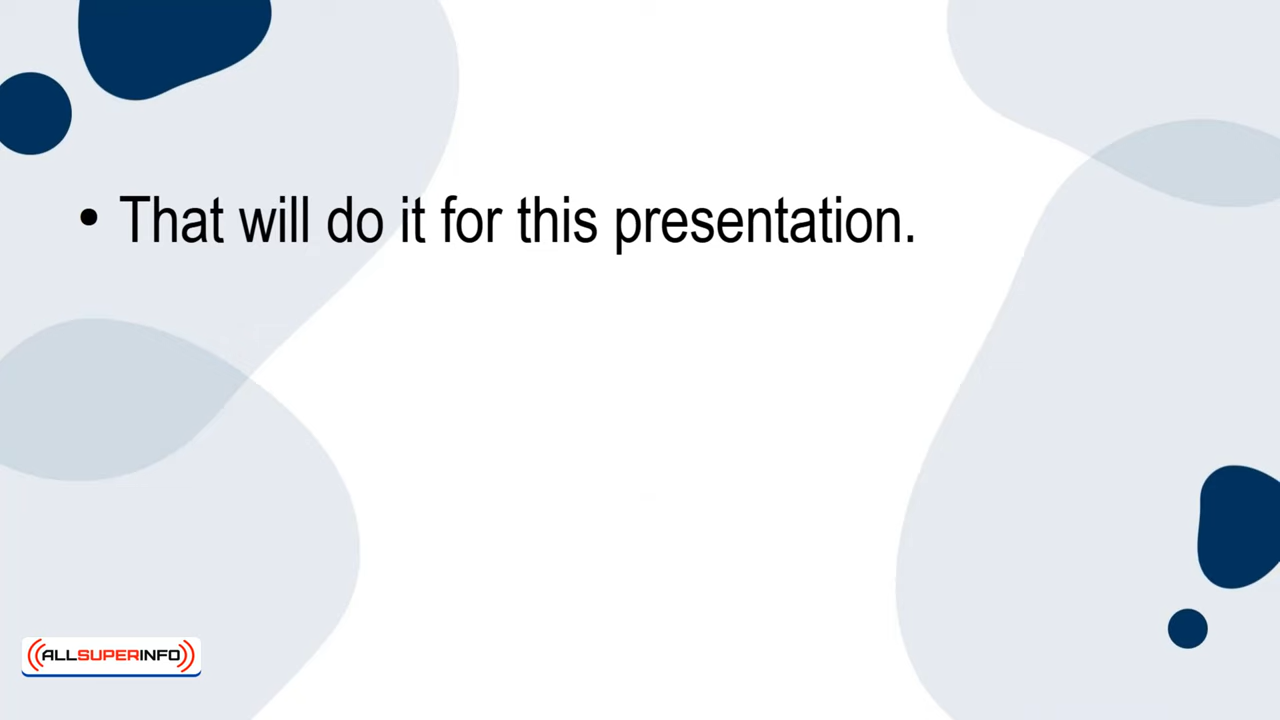 • That will do it for this presentation.
((ALLSUPERINFO))